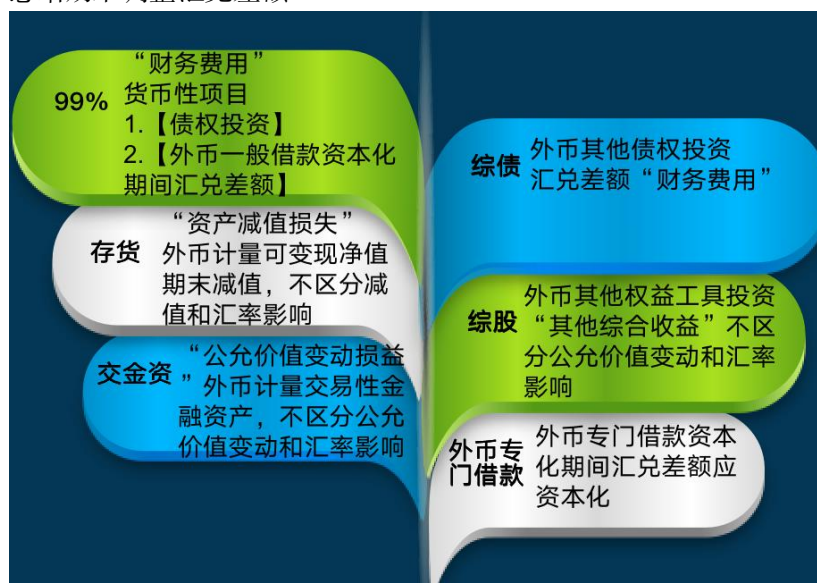 99%
“财务费用”
货币性项目
1.【债权投资】
2.【外币一般借款资本化
期间汇兑差额】
存货
“资产减值损失”
外币计量可变现净值
期末减值，不区分减
值和汇率影响
交金资
“公允价值变动损益
”外币计量交易性金
融资产，不区分公允
价值变动和汇率影响
综债
外币其他债权投资
汇兑差额“财务费用”
综股
外币其他权益工具投资
“其他综合收益”不区
分公允价值变动和汇率
影响
外币专
门借款
外币专门借款资本
化期间汇兑差额应
资本化